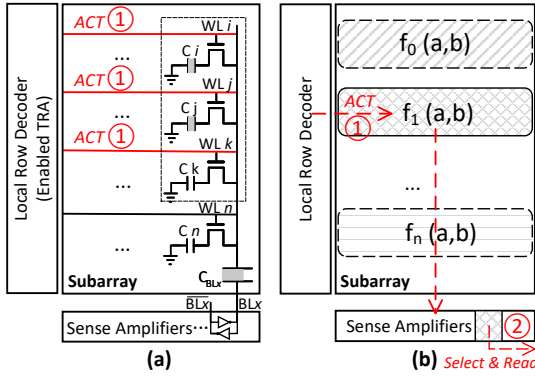 Local Row Decoder
(Enabled TRA)
ACT ①
WL i
C i
...
ACT ①
WL j
C j
...
ACT ①
WL k
C k
...
WL n
C n
...
Subarray
C BLx
BLx
BLx
Sense Amplifiers...
(a)
Local Row Decoder
f0 (a,b)
ACT
①
f1 (a,b)
...
fn (a,b)
Subarray
Sense Amplifiers
②
(b)
Select & Read